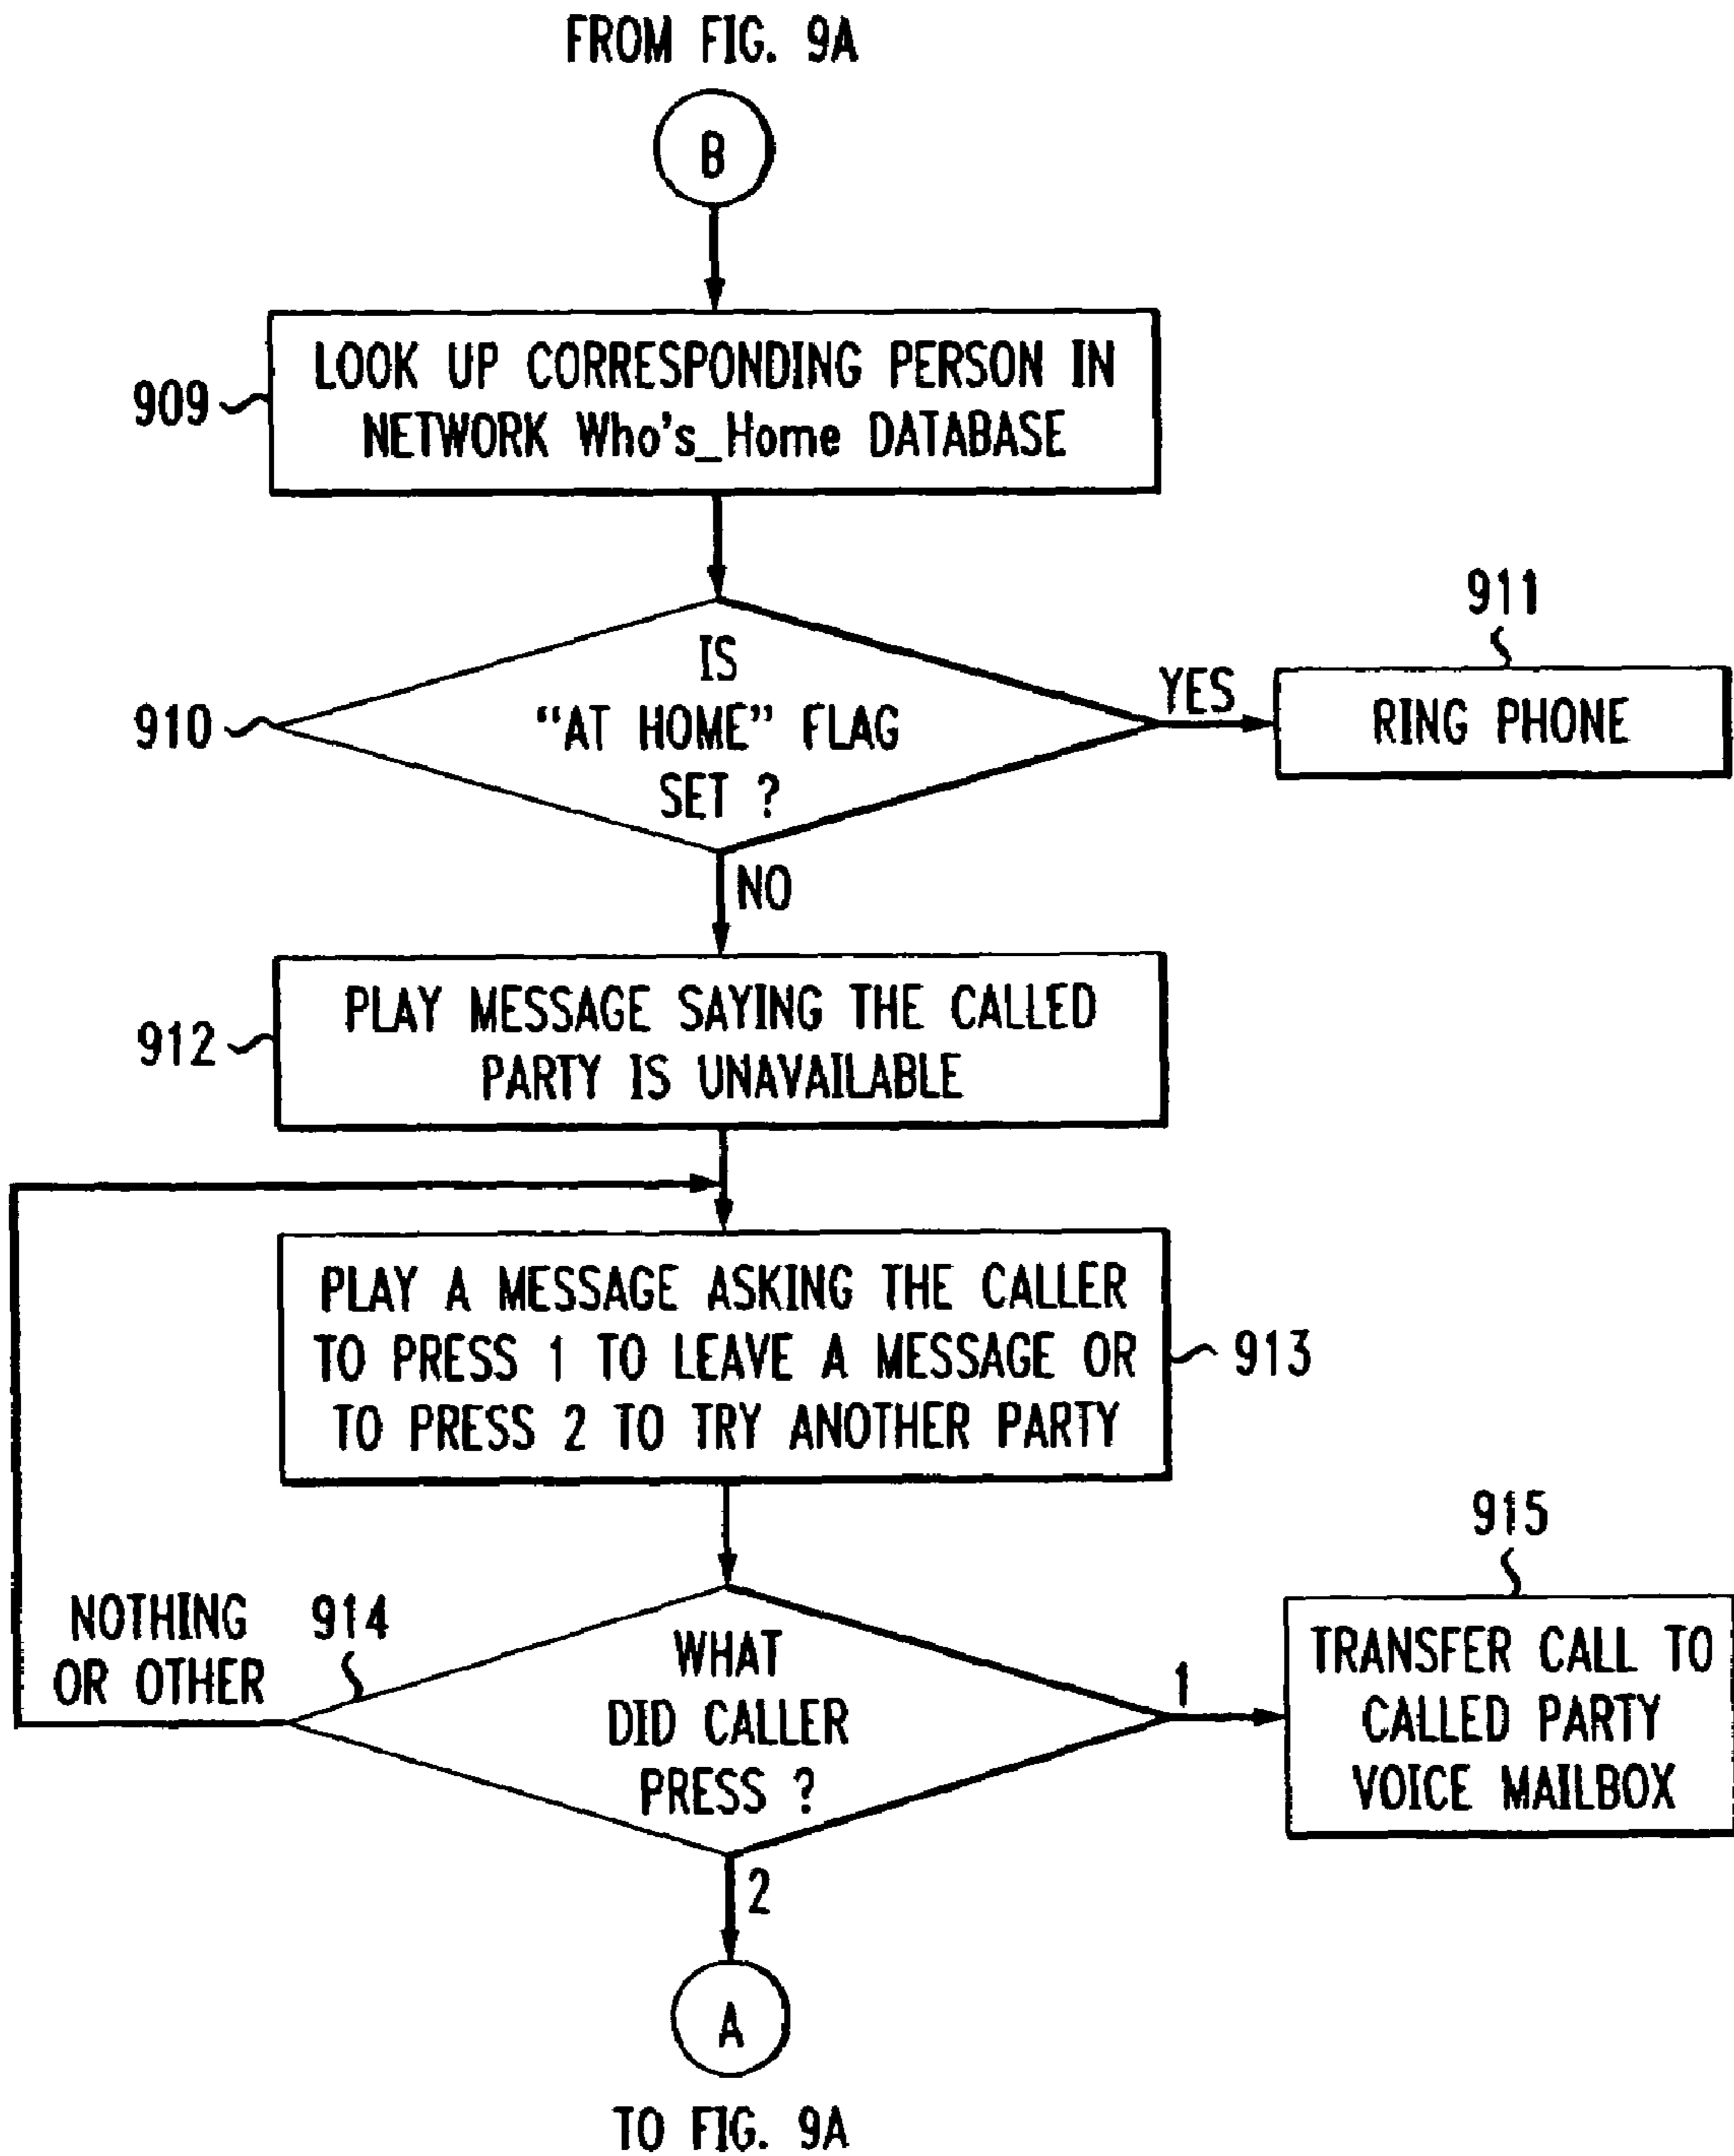 FROM FIG. 9A
B
909
LOOK UP CORRESPONDING PERSON IN
NETWORK Who's_Home DATABASE
910
IS
“AT HOME” FLAG
SET ?
YES
911
RING PHONE
NO
912
PLAY MESSAGE SAYING THE CALLED
PARTY IS UNAVAILABLE
PLAY A MESSAGE ASKING THE CALLER
TO PRESS 1 TO LEAVE A MESSAGE OR
TO PRESS 2 TO TRY ANOTHER PARTY
913
NOTHING
OR OTHER
914
WHAT
DID CALLER
PRESS ?
1
915
TRANSFER CALL TO
CALLED PARTY
VOICE MAILBOX
2
A
TO FIG. 9A